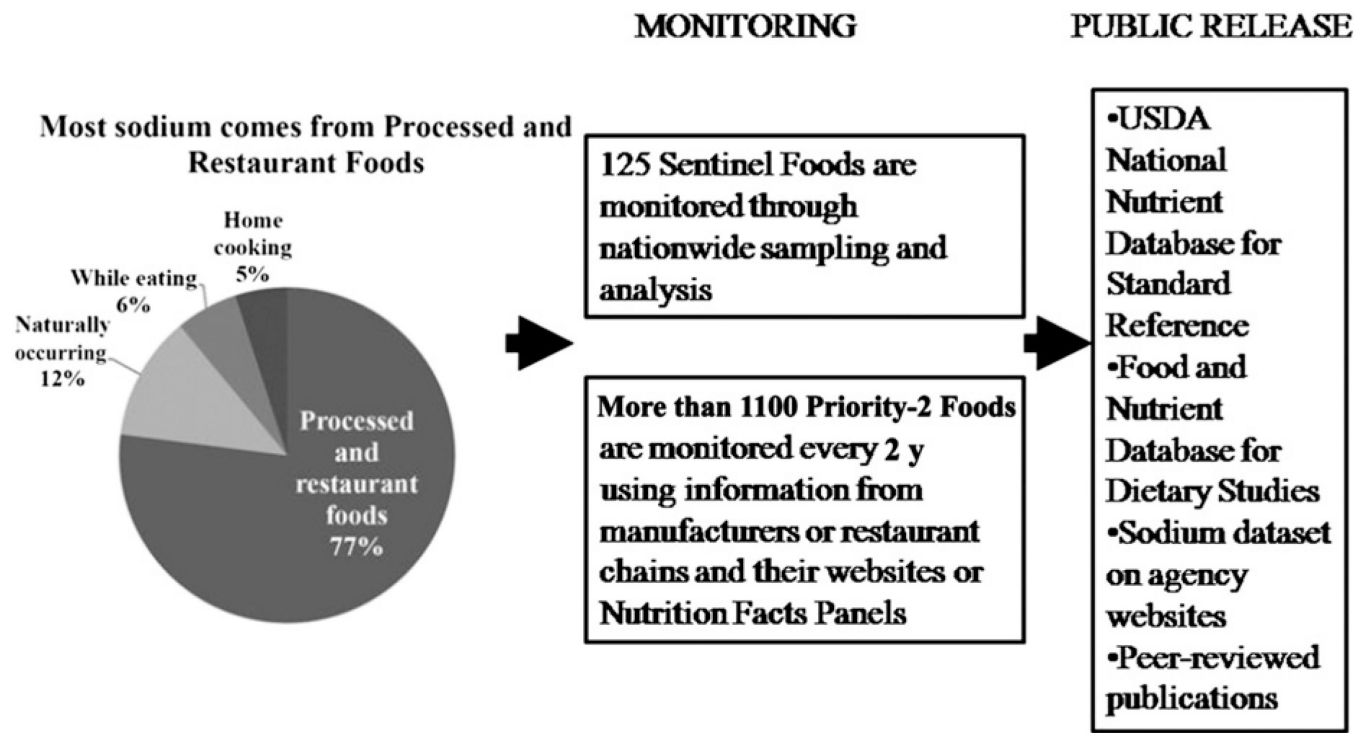 MONITORING
PUBLIC RELEASE
Most sodium comes from Processed and
Restaurant Foods
Home
cooking
5%
While eating
6%
Naturally
occurring
12%
Processed
and
restaurant
foods
77%
125 Sentinel Foods are
monitored through
nationwide sampling and
analysis
More than 1100 Priority-2 Foods
are monitored every 2 y
using information from
manufacturers or restaurant
chains and their websites or
Nutrition Facts Panels
•USDA
National
Nutrient
Database for
Standard
Reference
•Food and
Nutrient
Database for
Dietary Studies
•Sodium dataset
on agency
websites
•Peer-reviewed
publications